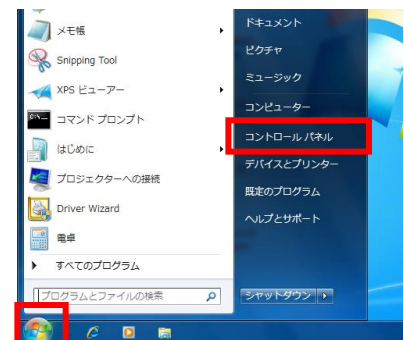 メモ帳
Snipping Tool
XPS ビューアー
コマンド プロンプト
はじめに
プロジェクターへの接続
Driver Wizard
電卓
すべてのプログラム
プログラムとファイルの検索
ドキュメント
ピクチャ
ミュージック
コンピューター
コントロール パネル
デバイスとプリンター
既定のプログラム
ヘルプとサポート
シャットダウン